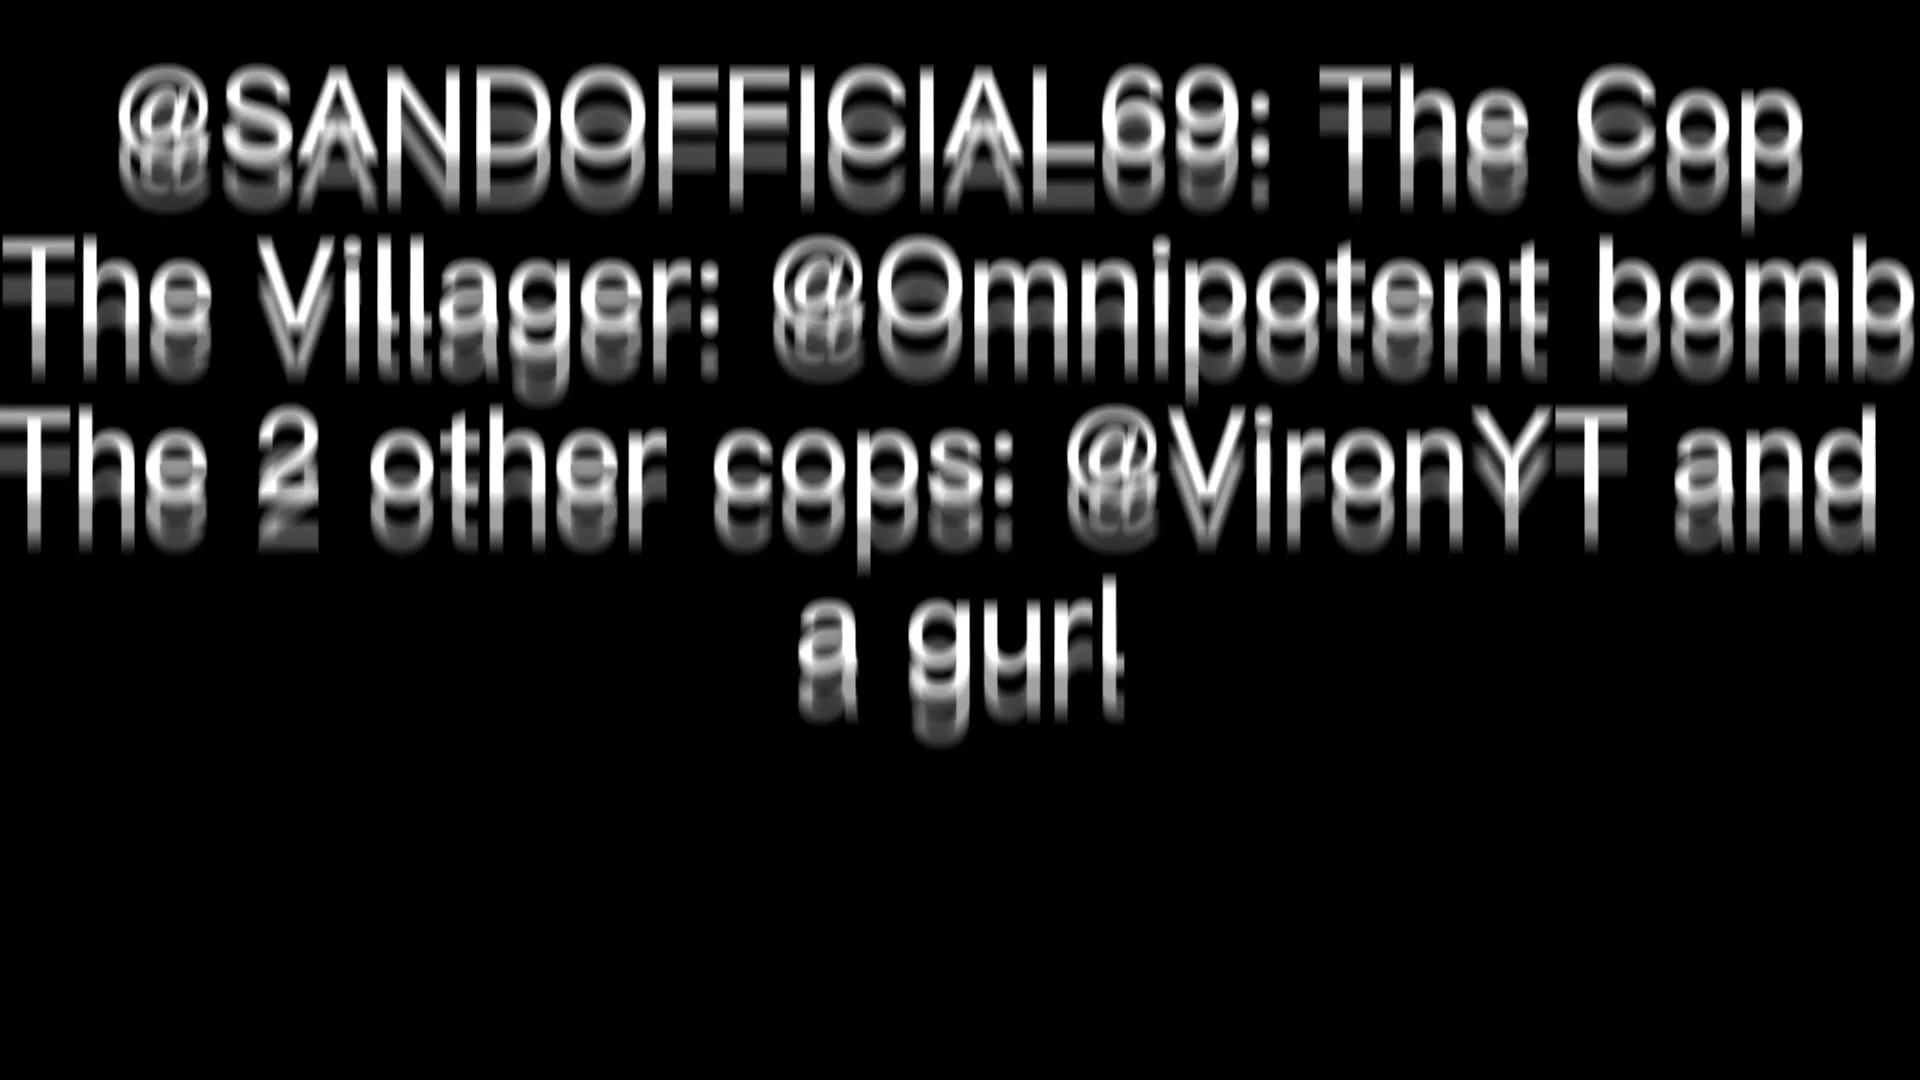 @SANDOFFICIAL69: The Cop
The Villager: @Omnipotent bomb
The 2 other cops: @VironYT and
a gurl